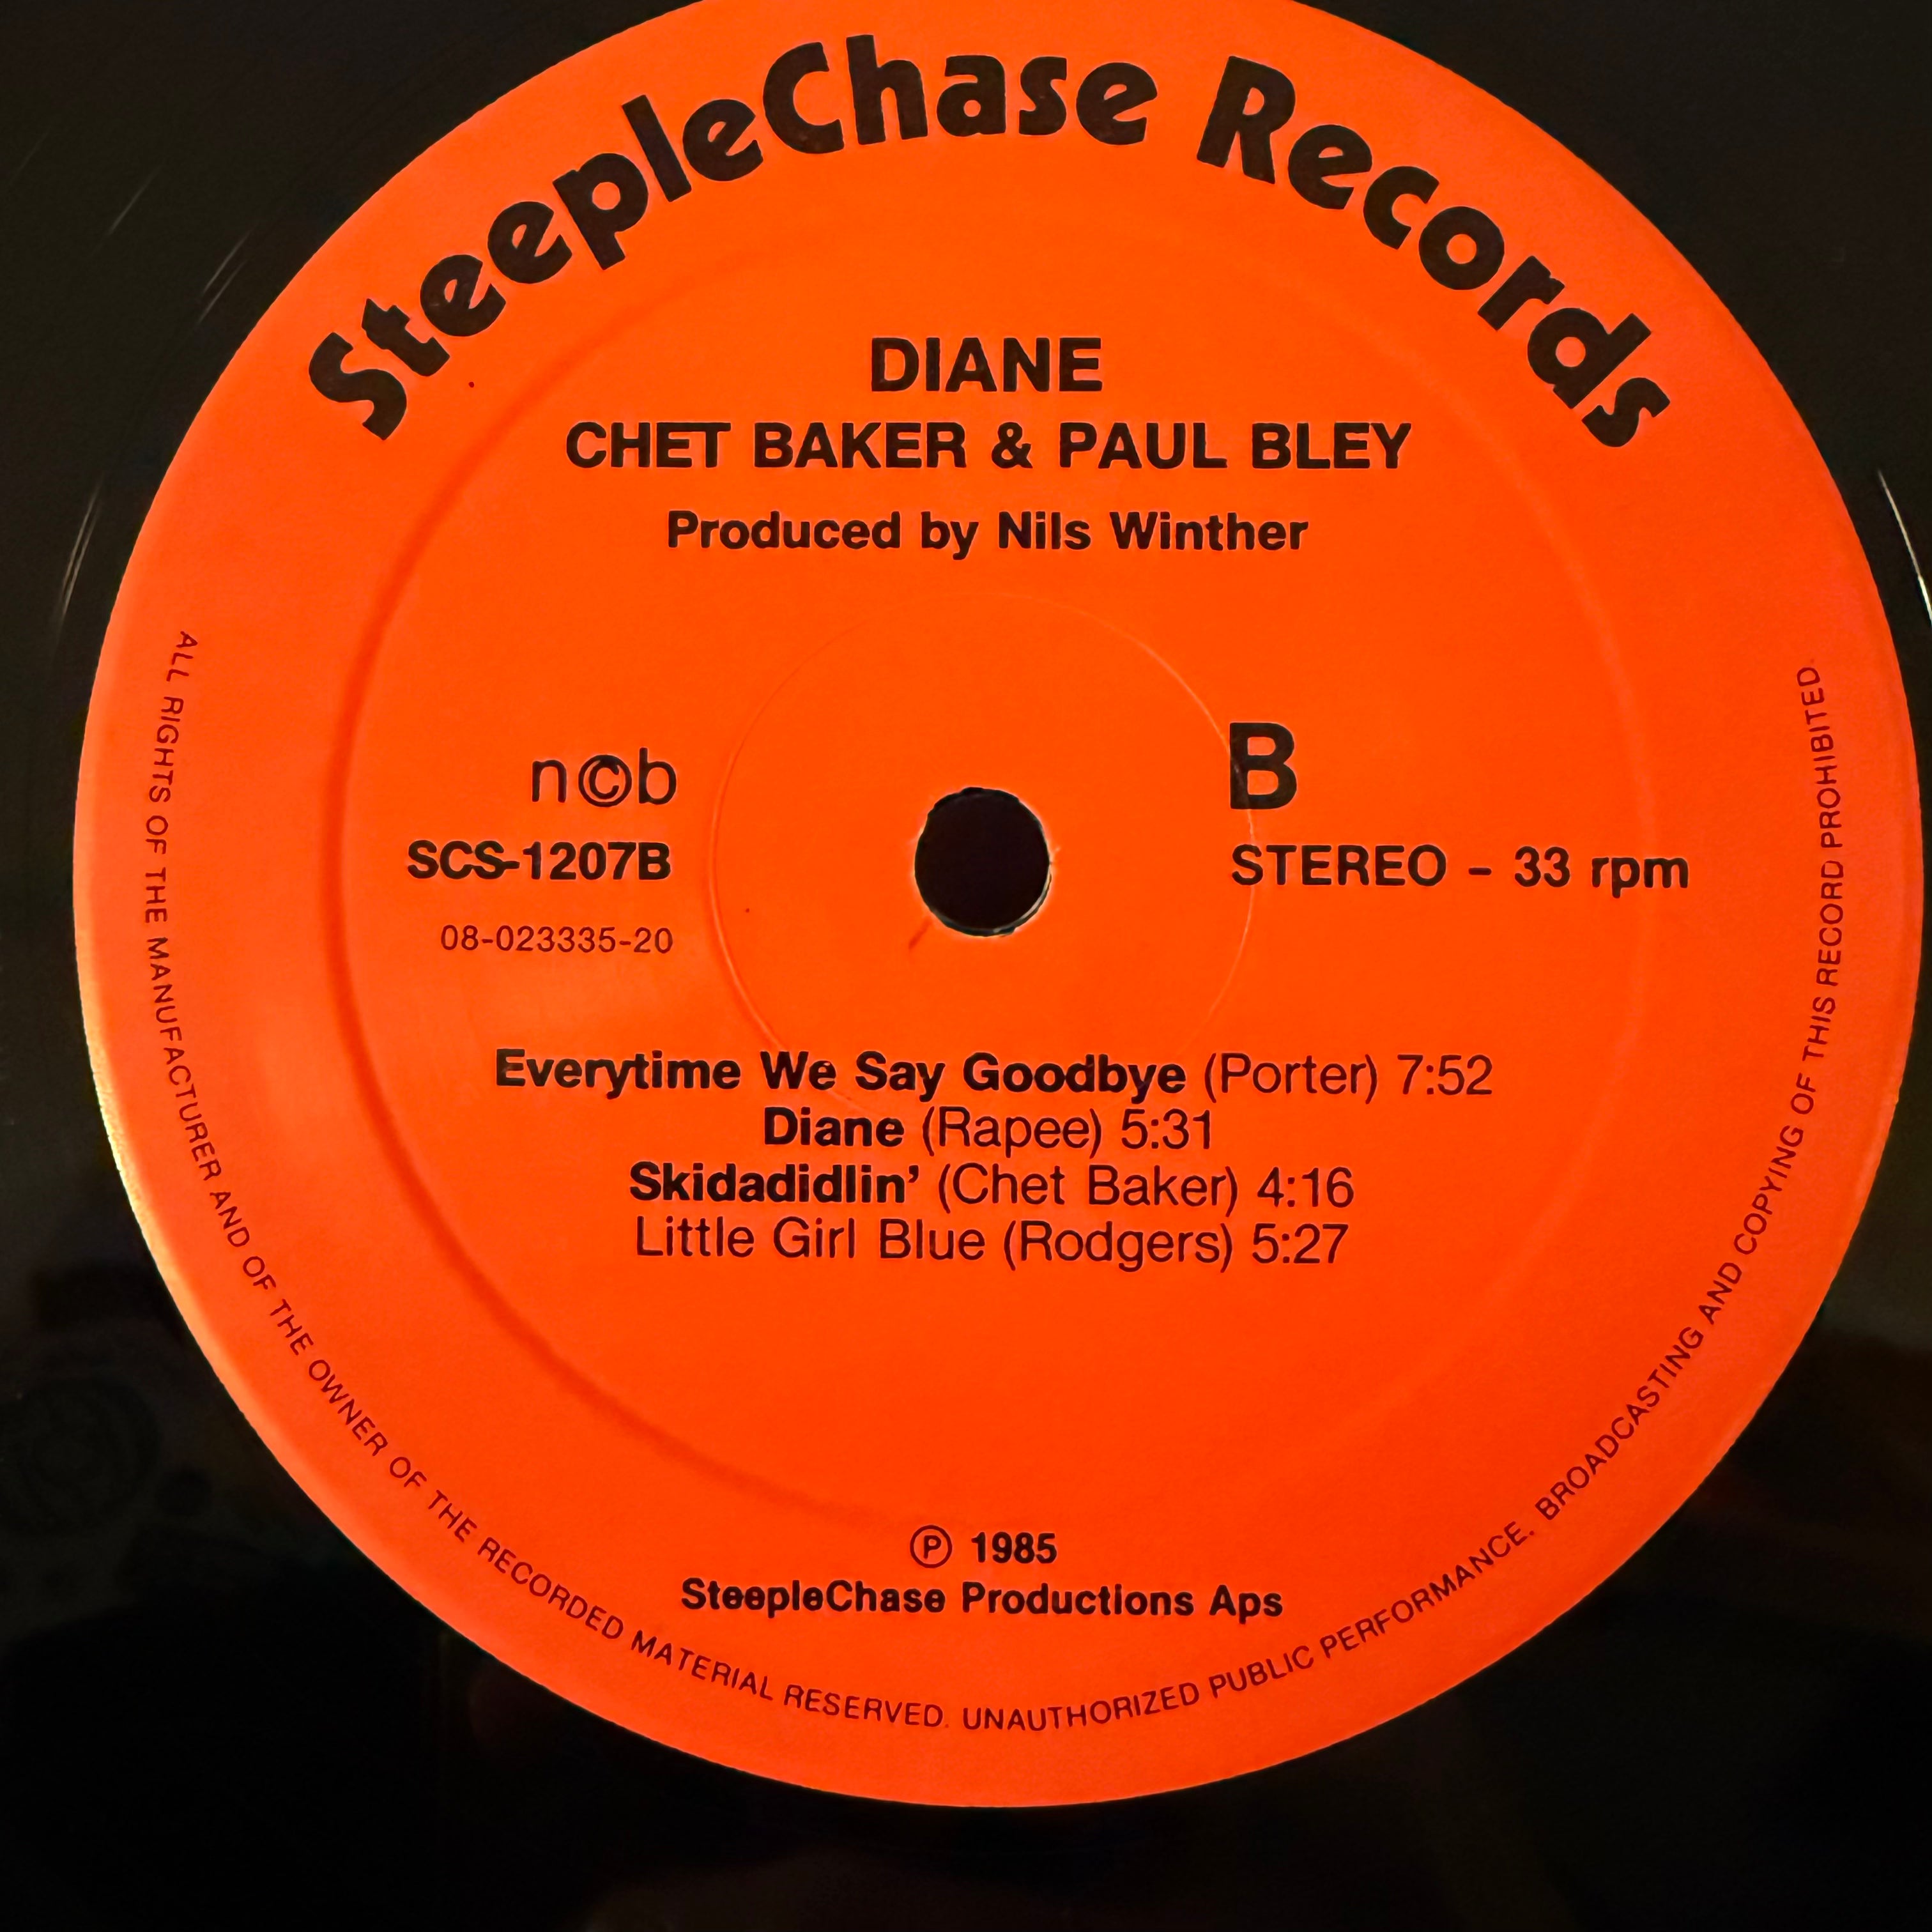 SteepleChase Records
DIANE
CHET BAKER & PAUL BLEY
Produced by Nils Winther
n©b
B
SCS-1207B
STEREO - 33 rpm
08-023335-20
Everytime We Say Goodbye (Porter) 7:52
Diane (Rapee) 5:31
Skidadidlin' (Chet Baker) 4:16
Little Girl Blue (Rodgers) 5:27
℗ 1985
SteepleChase Productions Aps
ALL RIGHTS OF THE MANUFACTURER AND OF THE OWNER OF THE RECORDED MATERIAL RESERVED. UNAUTHORIZED PUBLIC PERFORMANCE. BROADCASTING AND COPYING OF THIS RECORD PROHIBITED.